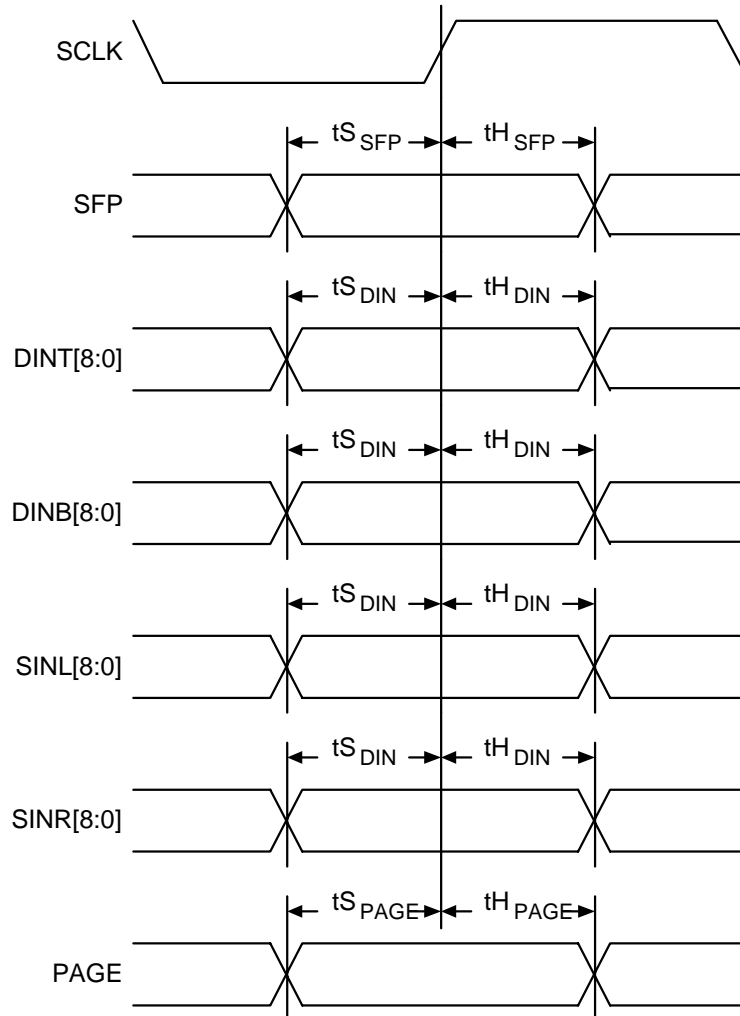 SCLK
tS SFP tH SFP
SFP
tS DIN tH DIN
DINT[8:0]
tS DIN tH DIN
DINB[8:0]
tS DIN tH DIN
SINL[8:0]
tS DIN tH DIN
SINR[8:0]
tS PAGE tH PAGE
PAGE